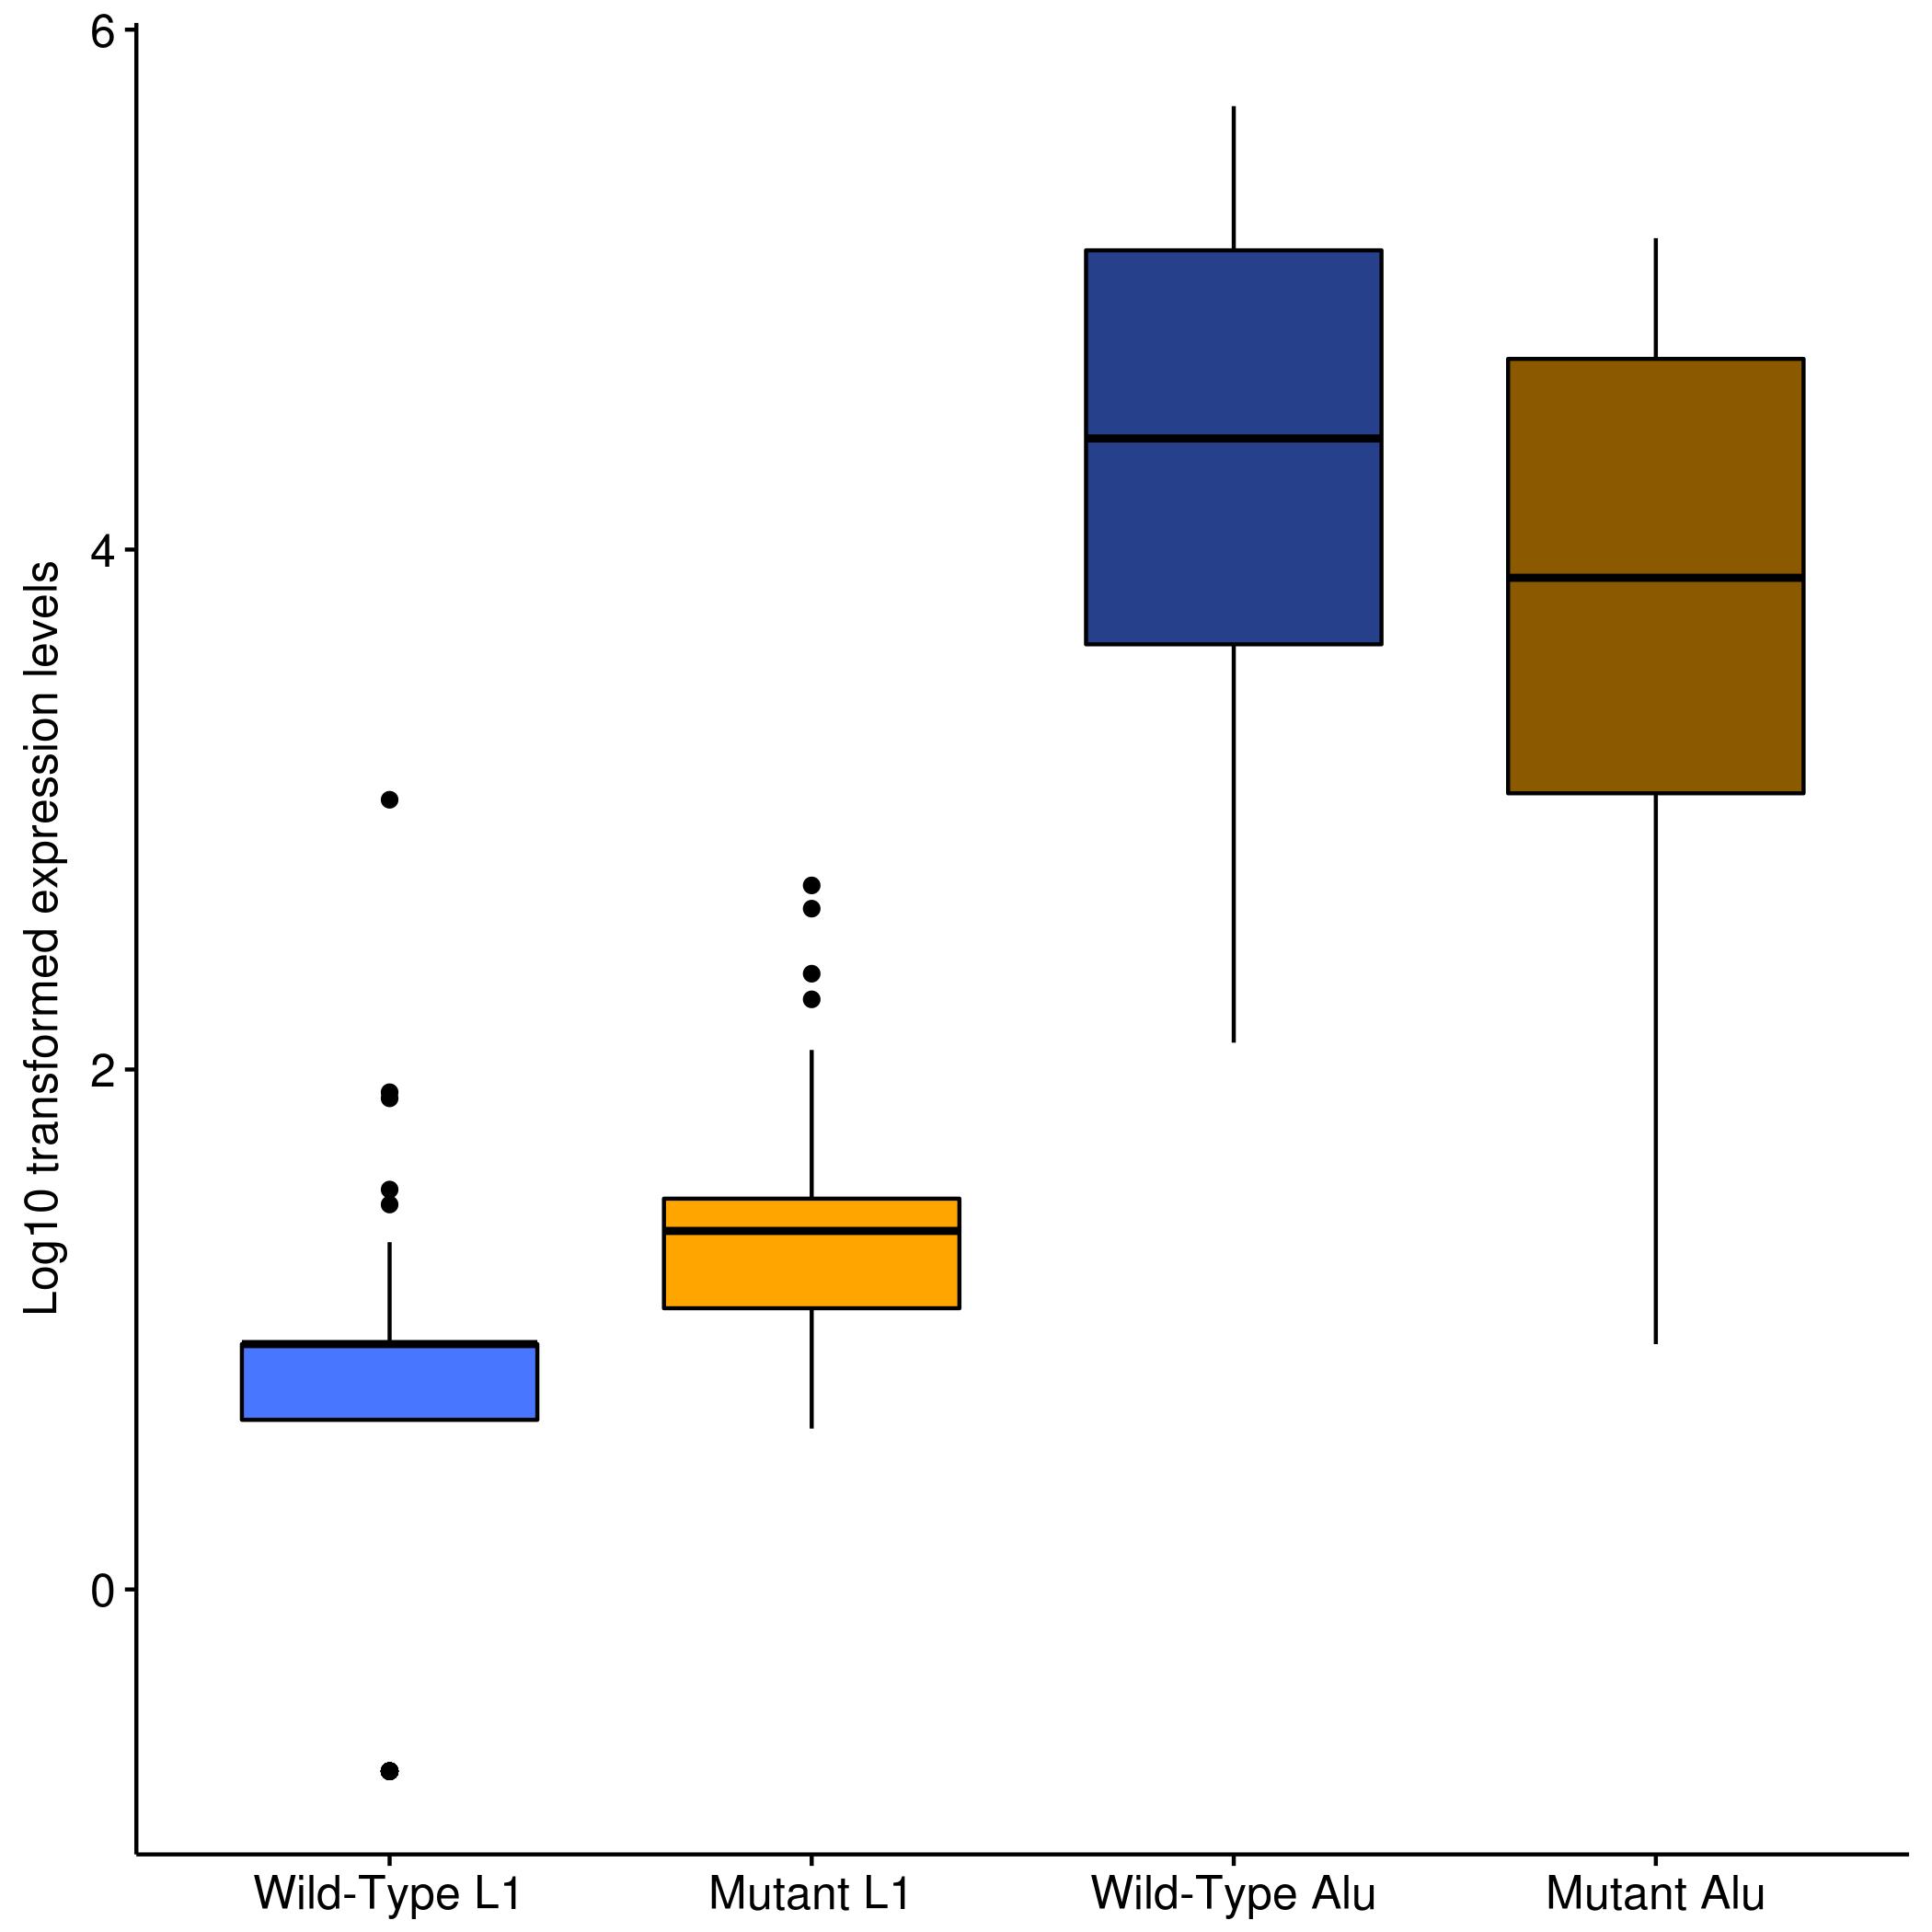 Log10 transformed expression levels
6
4
2
0
Wild-Type L1
Mutant L1
Wild-Type Alu
Mutant Alu